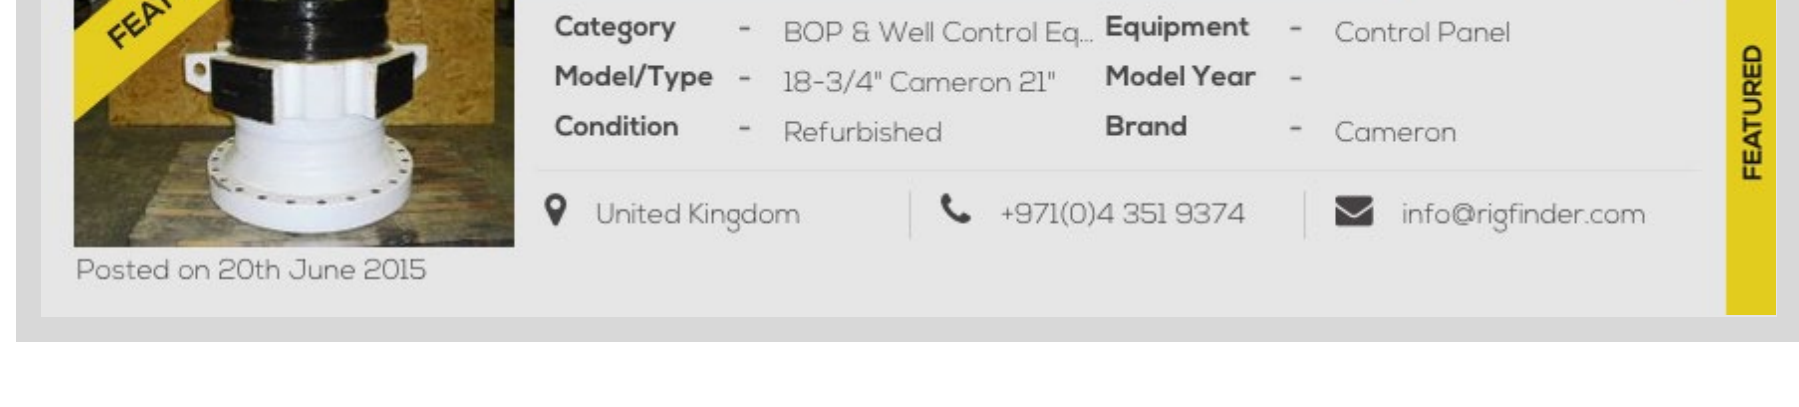 FEAT
Category - BOP & Well Control Eq... Equipment - Control Panel
Model/Type - 18-3/4" Cameron 21" Model Year -
Condition - Refurbished Brand - Cameron
United Kingdom +971(0)4 351 9374 info@rigfinder.com
Posted on 20th June 2015
FEATURED